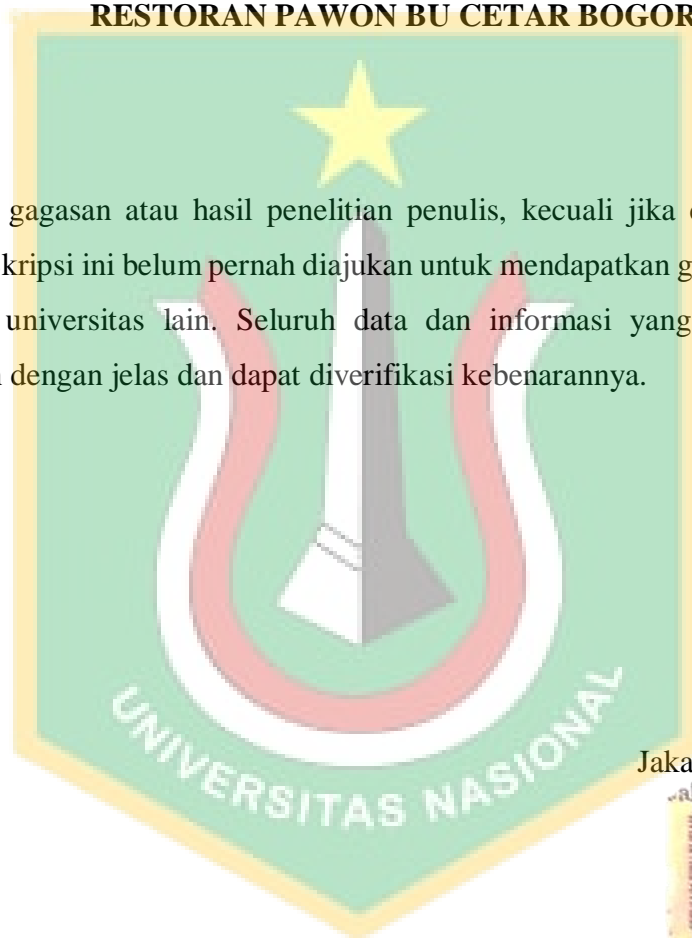 RESTORAN PAWON BU CETAR BOGOR
gagasan atau hasil penelitian penulis, kecuali jika
kripsi ini belum pernah diajukan untuk mendapatkan
universitas lain. Seluruh data dan informasi yang
dengan jelas dan dapat diverifikasi kebenarannya.
UNIVERSITAS NASIONAL
Jaka